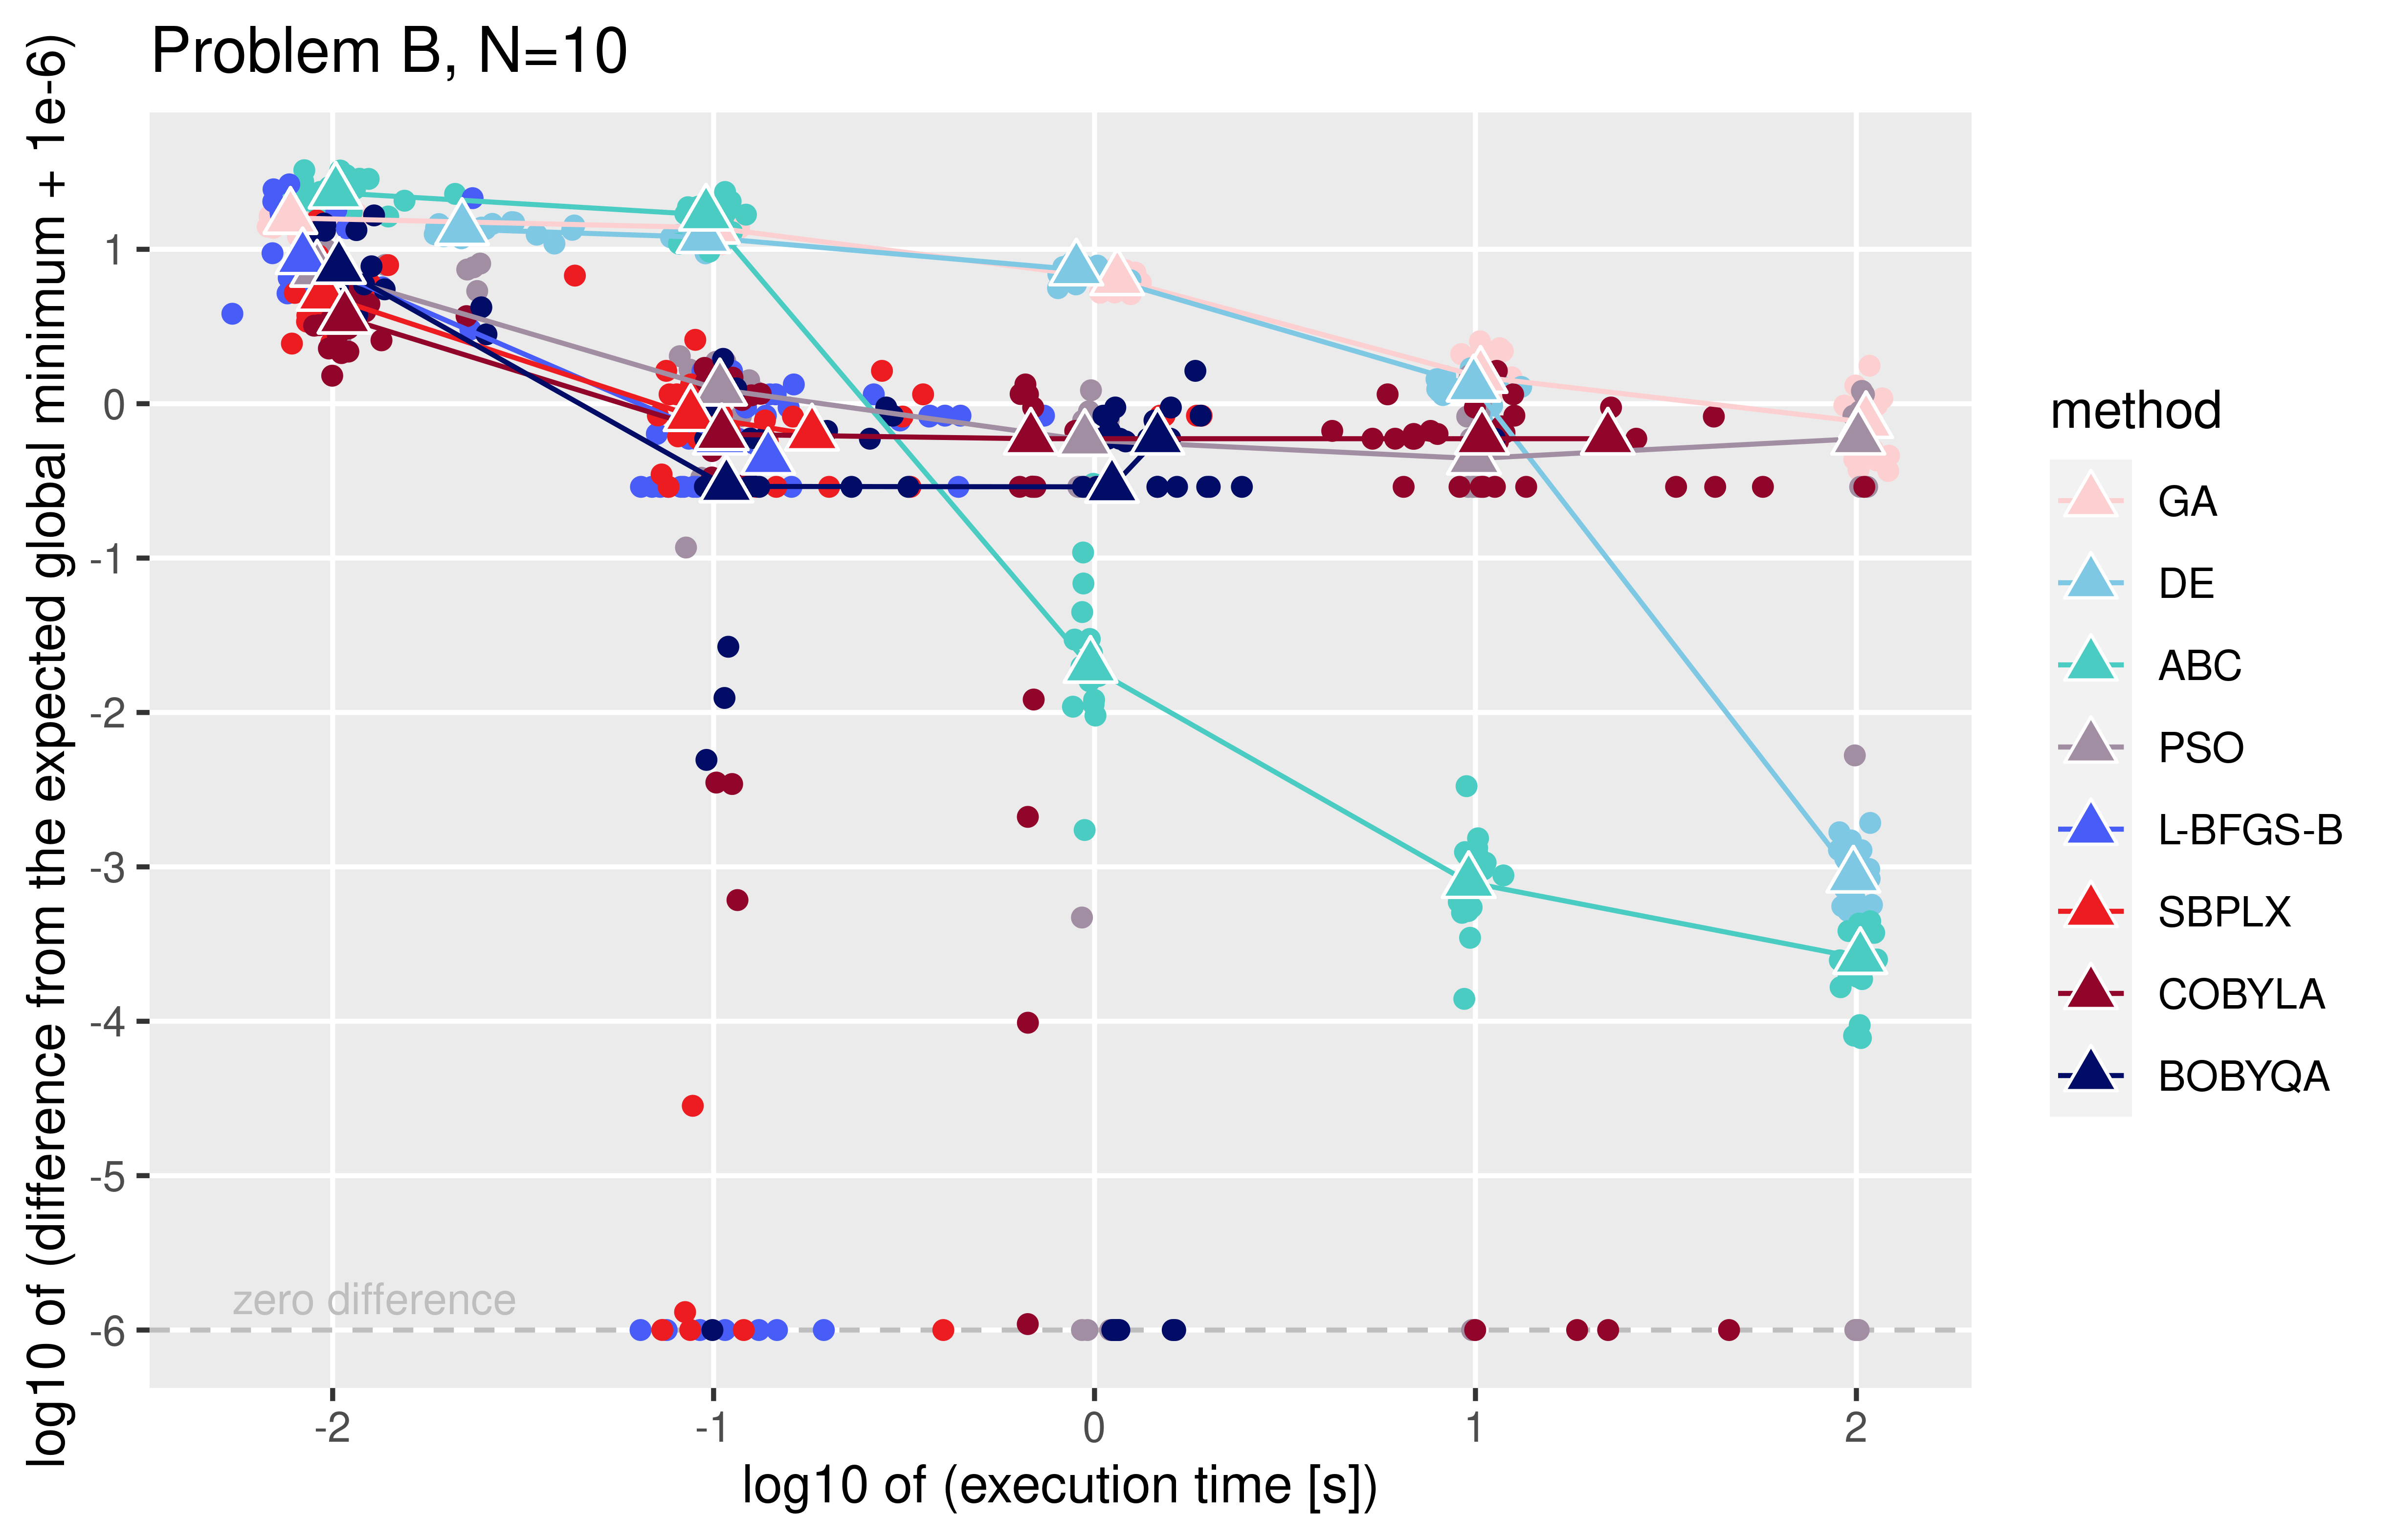 Problem B, N=10
log10 of (difference from the expected global minimum + 1e-6)
1
0
-1
-2
-3
-4
-5
-6
zero difference
-2
-1
0
1
2
log10 of (execution time [s])
method
GA
DE
ABC
PSO
L-BFGS-B
SBPLX
COBYLA
BOBYQA